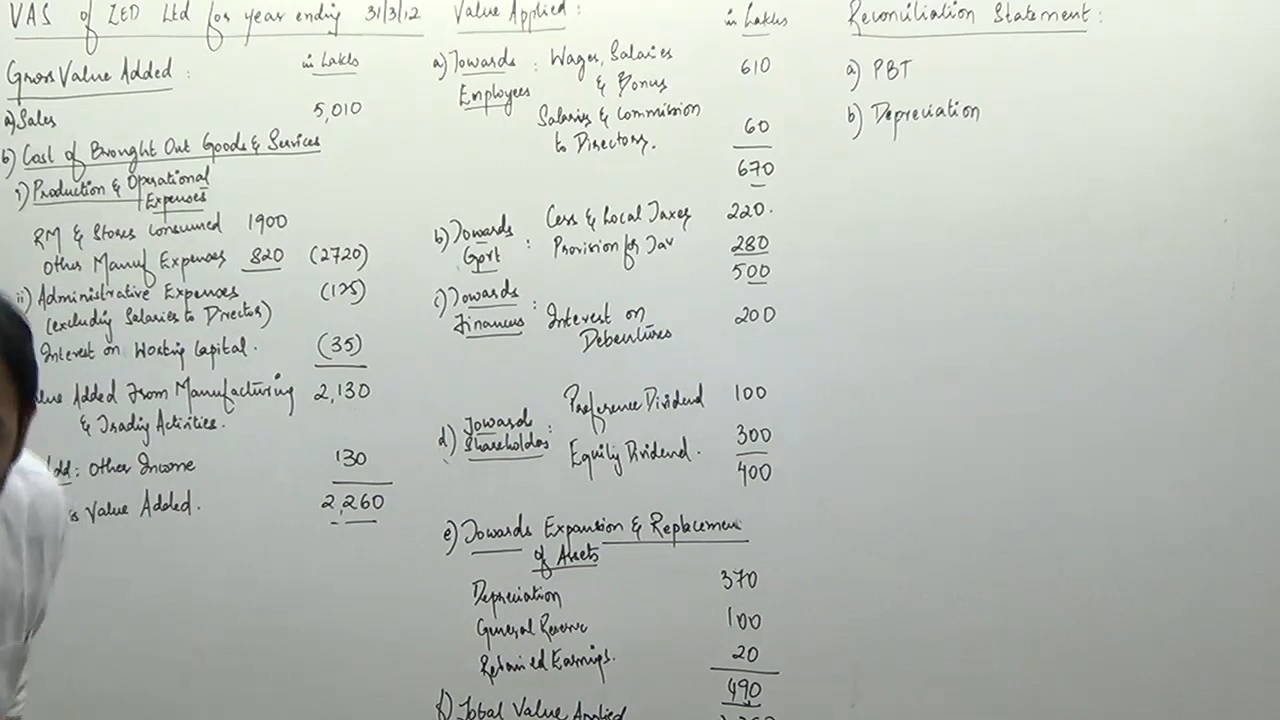 VAS of ZED Ltd for year ending 31/3/12
Gross Value Added : in Lakhs
a) Sales 5,010
b) Cost of Brought Out Goods & Services
i) Production & Operational
Expenses
RM & Stores Consumed 1900
Other Manuf Expenses 820 (2720)
ii) Administrative Expenses (125)
(excluding Salaries to Director)
Interest on Working Capital. (35)
Added From Manufacturing 2,130
& Trading Activities.
Other Income 130
Value Added. 2,260
Value Applied : in Lakhs
a) Towards : Wages, Salaries 610
Employees & Bonus
Salaries & Commission
to Directors. 60
670
b) Towards : Cess & Local Taxes 220.
Govt Provision for Tax 280
500
c) Towards : Interest on 200
Financers Debentures
Preference Dividend 100
d) Towards :
Shareholders Equity Dividend. 300
400
e) Towards Expansion & Replacement
of Assets
Depreciation 370
General Reserve 100
Retained Earnings. 20
490
f) Total Value Applied
Reconciliation Statement :
a) PBT
b) Depreciation